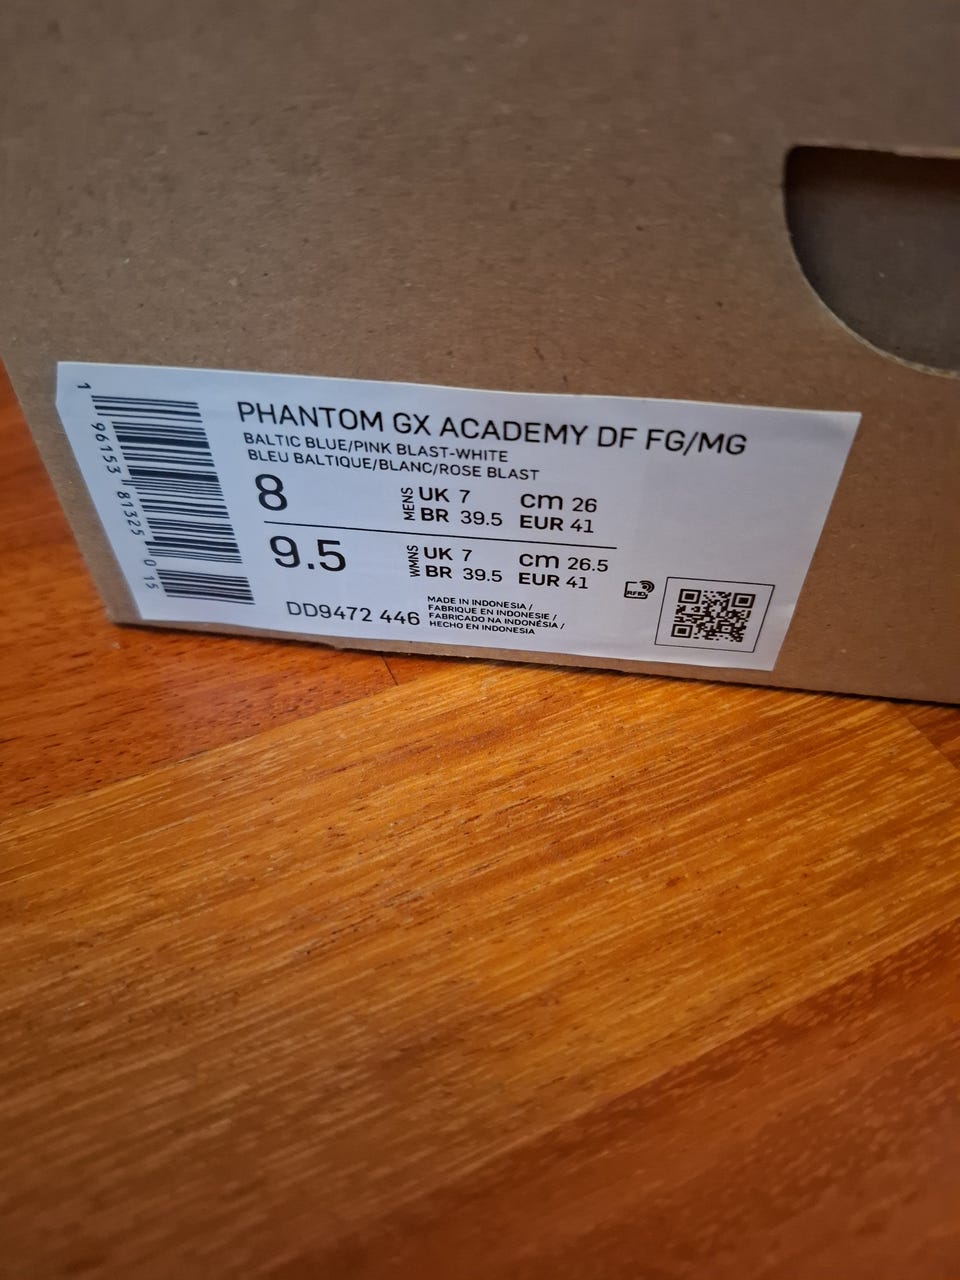 PHANTOM GX ACADEMY DF FG/MG
BALTIC BLUE/PINK BLAST-WHITE
BLEU BALTIQUE/BLANC/ROSE BLAST
8 MENS UK 7 cm 26
BR 39.5 EUR 41
9.5 WMNS UK 7 cm 26.5
BR 39.5 EUR 41
DD9472 446
MADE IN INDONESIA /
FABRIQUE EN INDONESIE /
FABRICADO NA INDONÉSIA /
HECHO EN INDONESIA
RFID
1 96153 81325 0 15